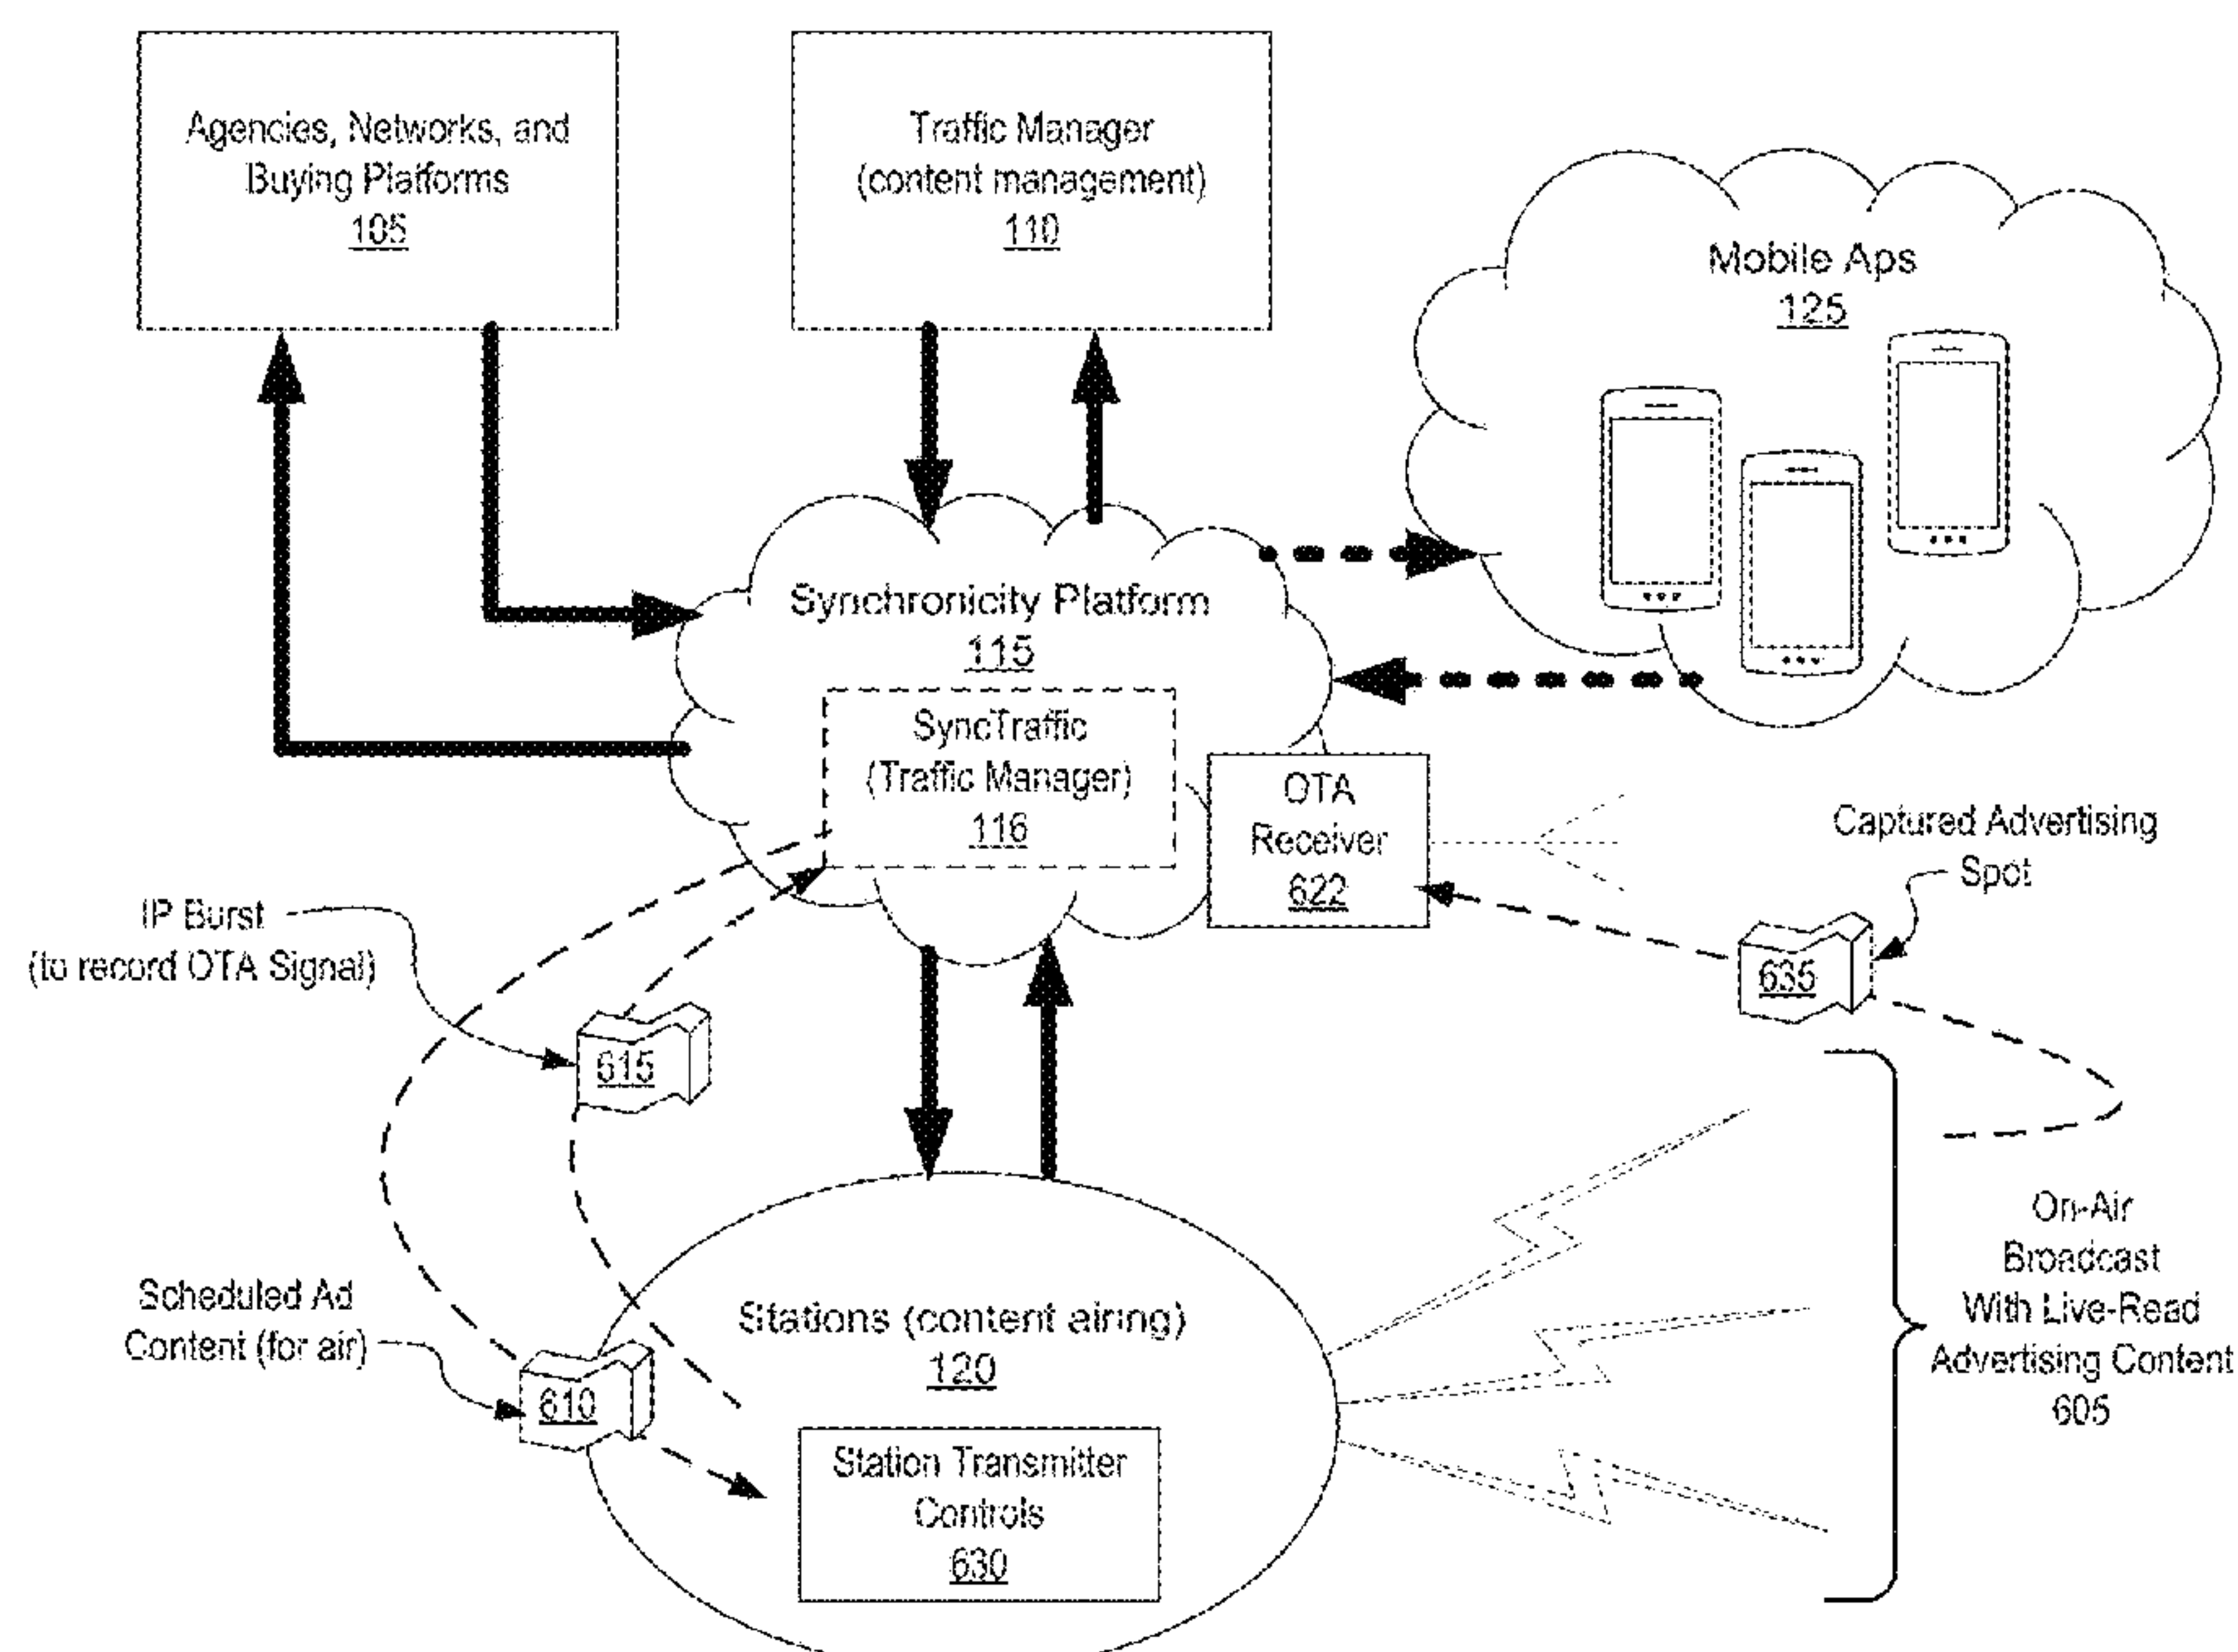 Agencies, Networks, and
Buying Platforms
105
Traffic Manager
(content management)
110
Mobile Aps
125
Synchronicity Platform
115
SyncTraffic
(Traffic Manager)
116
OTA
Receiver
622
Captured Advertising
Spot
635
IP Burst
(to record OTA Signal)
615
On-Air
Broadcast
With Live-Read
Advertising Content
605
Scheduled Ad
Content (for air)
610
Stations (content airing)
120
Station Transmitter
Controls
630